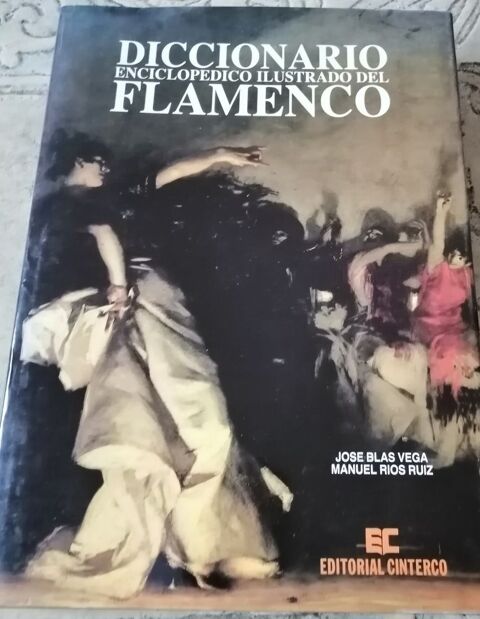 DICCIONARIO
ENCICLOPEDICO ILUSTRADO DEL
FLAMENCO
JOSE BLAS VEGA
MANUEL RIOS RUIZ
EC
EDITORIAL CINTERCO